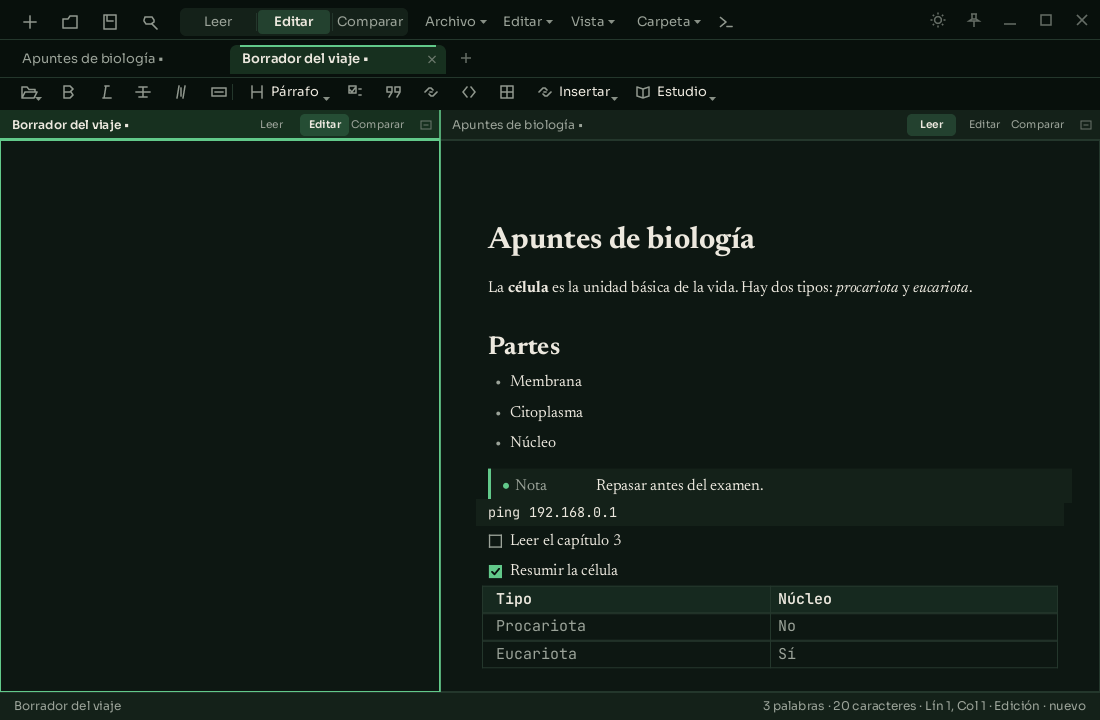 Leer Editar Comparar Archivo Editar Vista Carpeta
Apuntes de biología • Borrador del viaje •
Párrafo Insertar Estudio
Borrador del viaje • Leer Editar Comparar
Apuntes de biología • Leer Editar Comparar
Apuntes de biología
La célula es la unidad básica de la vida. Hay dos tipos: procariota y eucariota.
Partes
• Membrana
• Citoplasma
• Núcleo
• Nota Repasar antes del examen.
ping 192.168.0.1
Leer el capítulo 3
Resumir la célula
Tipo Núcleo
Procariota No
Eucariota Sí
Borrador del viaje 3 palabras · 20 caracteres · Lín 1, Col 1 · Edición · nuevo